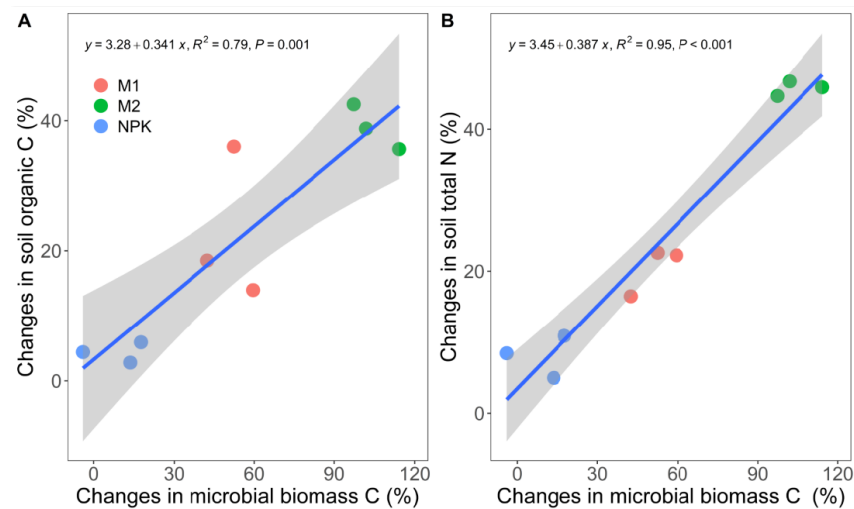 A
y = 3.28 + 0.341 x, R² = 0.79, P = 0.001
M1
M2
NPK
40
20
0
0 30 60 90 120
Changes in soil organic C (%)
Changes in microbial biomass C (%)
B
y = 3.45 + 0.387 x, R² = 0.95, P < 0.001
40
20
0
0 30 60 90 120
Changes in soil total N (%)
Changes in microbial biomass C (%)